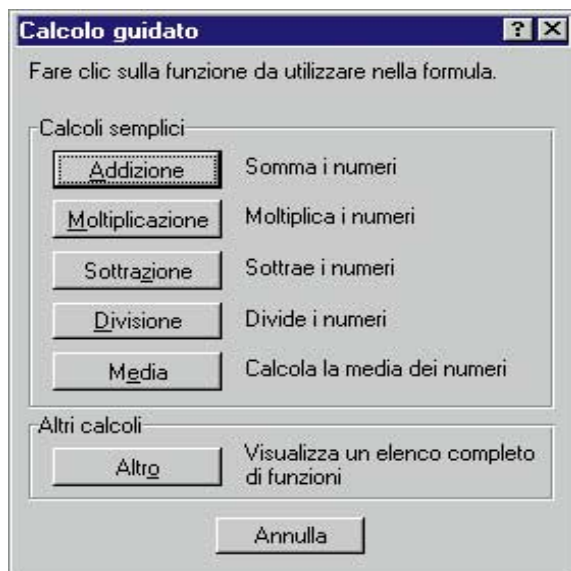 Calcolo guidato
Fare clic sulla funzione da utilizzare nella formula.
Calcoli semplici
Addizione Somma i numeri
Moltiplicazione Moltiplica i numeri
Sottrazione Sottrae i numeri
Divisione Divide i numeri
Media Calcola la media dei numeri
Altri calcoli
Altro Visualizza un elenco completo
di funzioni
Annulla